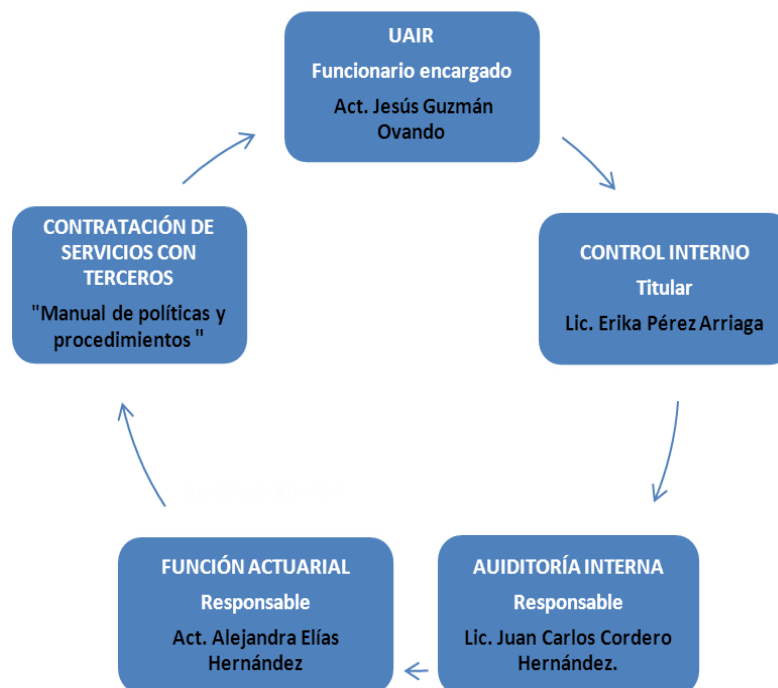 UAIR
Funcionario encargado
Act. Jesús Guzmán
Ovando
CONTROL INTERNO
Titular
Lic. Erika Pérez Arriaga
AUIDITORÍA INTERNA
Responsable
Lic. Juan Carlos Cordero
Hernández.
FUNCIÓN ACTUARIAL
Responsable
Act. Alejandra Elías
Hernández
CONTRATACIÓN DE
SERVICIOS CON
TERCEROS
"Manual de políticas y
procedimientos "